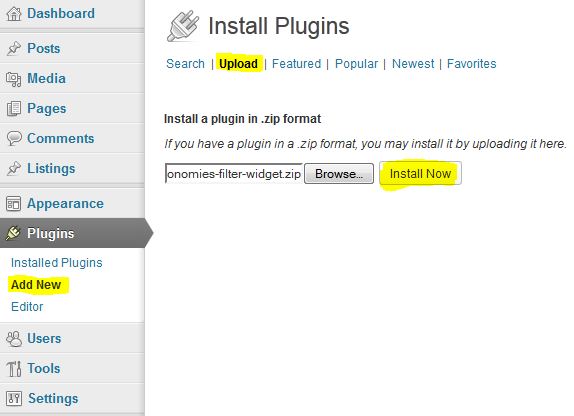 Dashboard
Posts
Media
Pages
Comments
Listings
Appearance
Plugins
Installed Plugins
Add New
Editor
Users
Tools
Settings
Install Plugins
Search | Upload | Featured | Popular | Newest | Favorites
Install a plugin in .zip format
If you have a plugin in a .zip format, you may install it by uploading it here.
onomies-filter-widget.zip Browse... Install Now